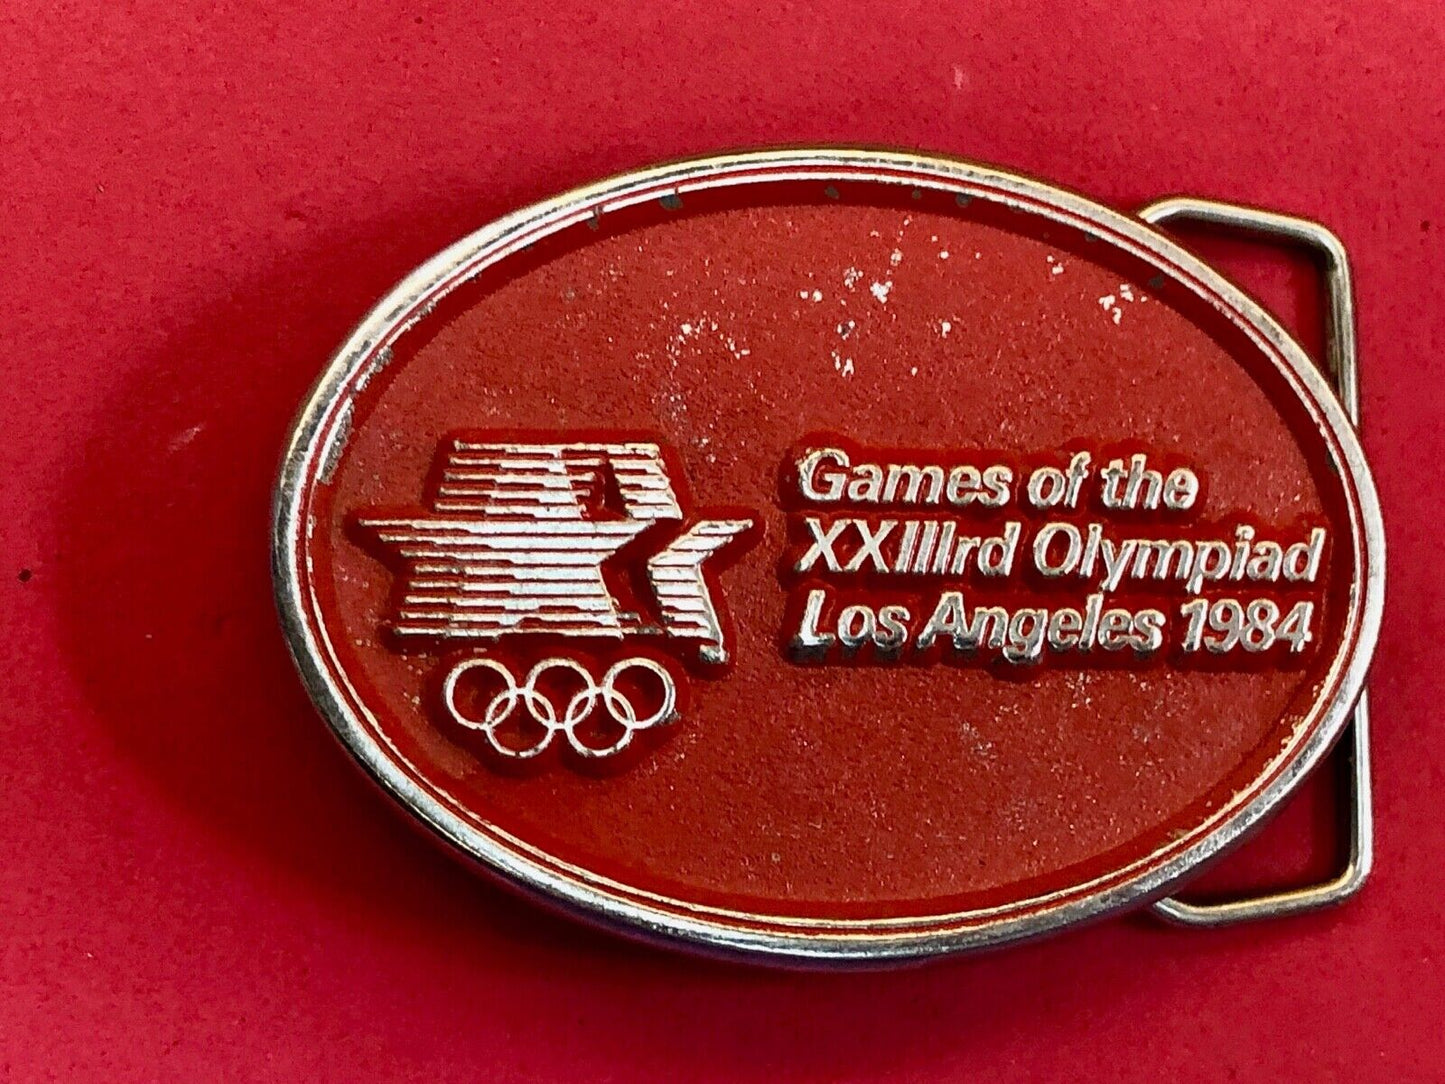 Games of the
XXIIIrd Olympiad
Los Angeles 1984